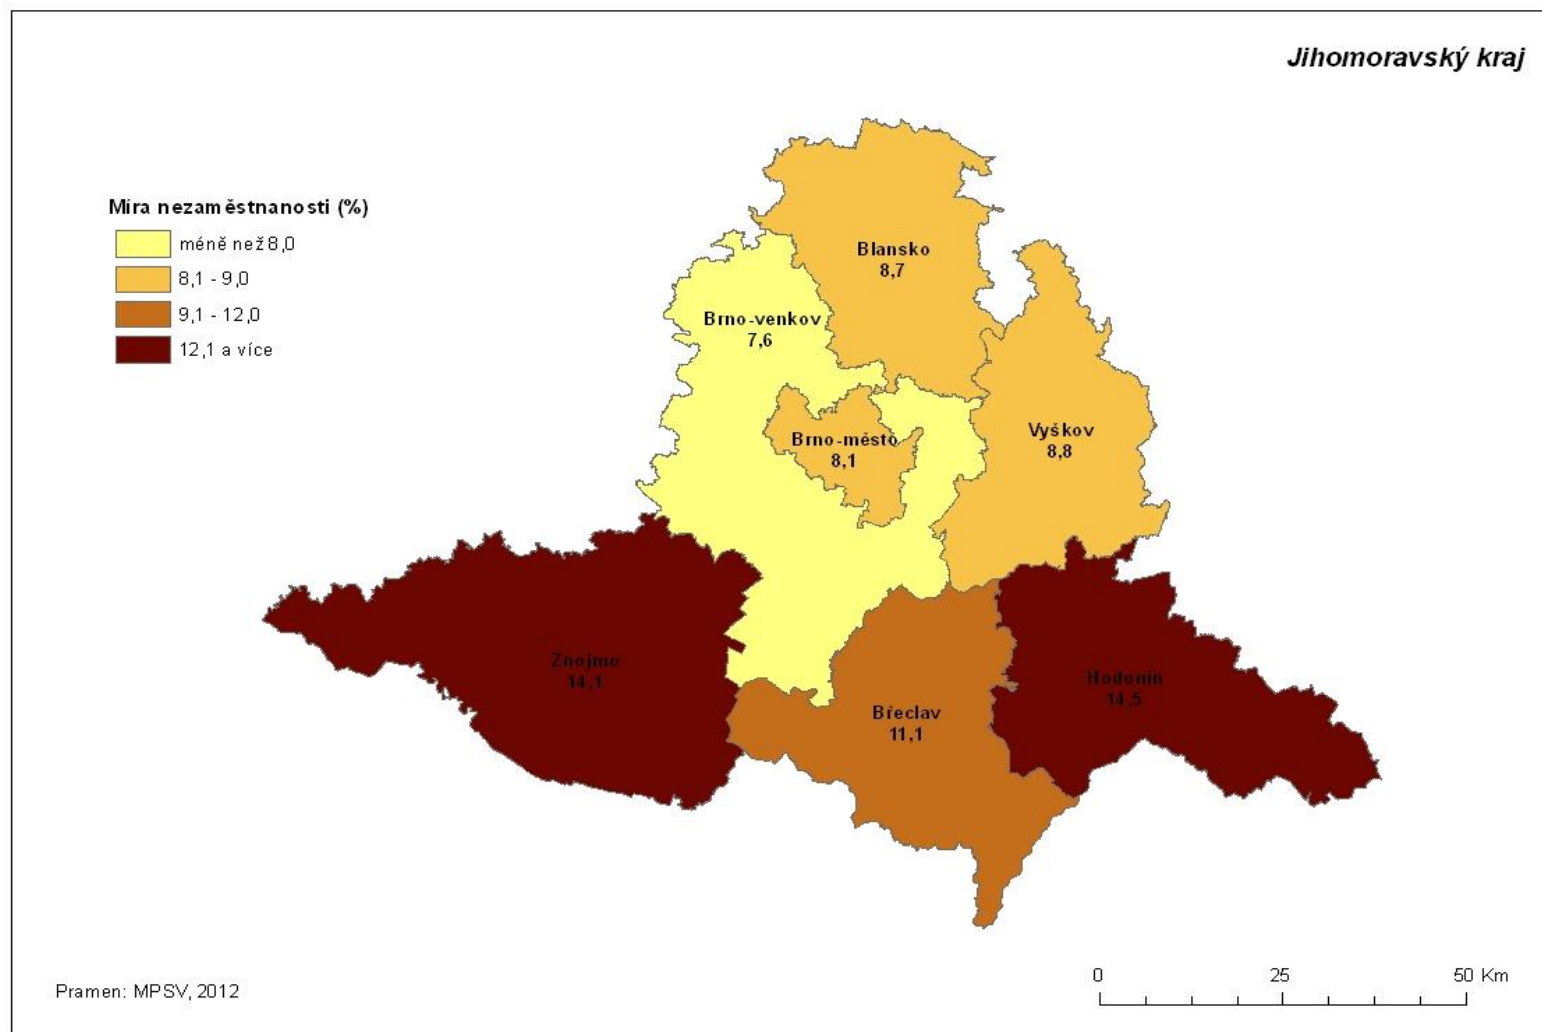 Jihomoravský kraj
Míra nezaměstnanosti (%)
méně než 8,0
8,1 - 9,0
9,1 - 12,0
12,1 a více
Blansko
8,7
Brno-venkov
7,6
Brno-město
8,1
Vyškov
8,8
Znojmo
14,1
Hodonín
14,5
Břeclav
11,1
0 25 50 Km
Pramen: MPSV, 2012